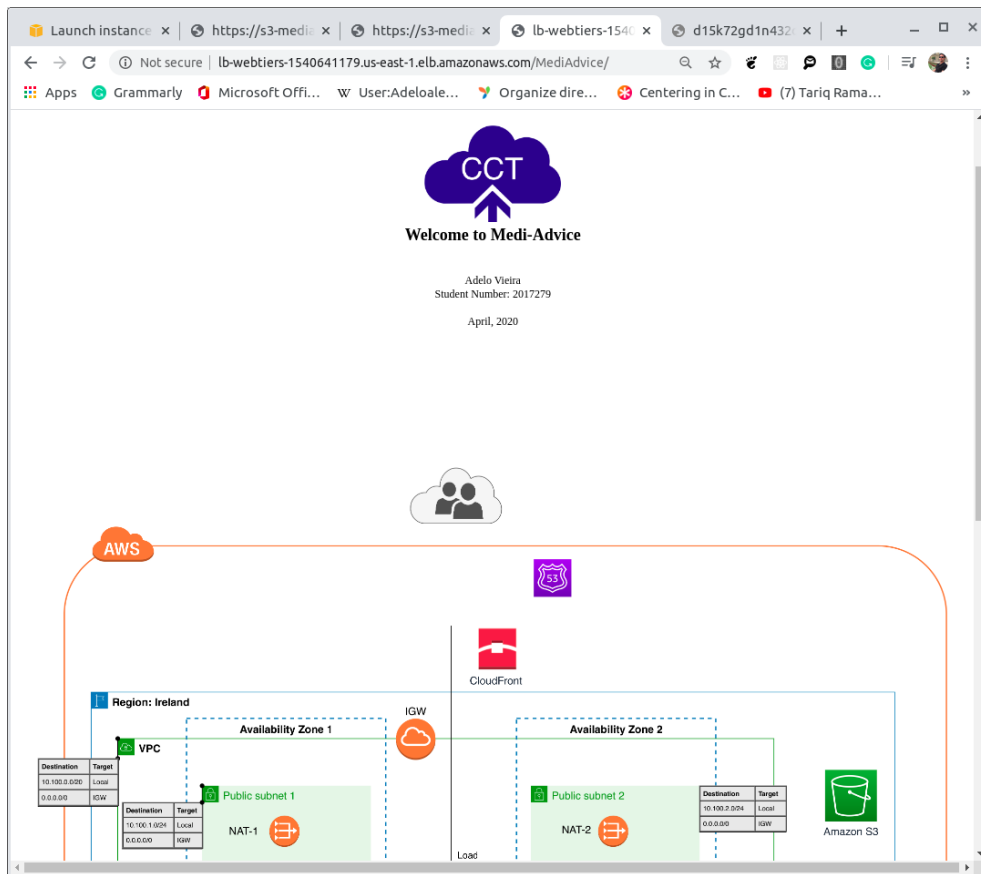 Launch instance
https://s3-media
https://s3-media
lb-webtiers-1540
d15k72gd1n432
Not secure | lb-webtiers-1540641179.us-east-1.elb.amazonaws.com/MediAdvice/
Apps
Grammarly
Microsoft Offi...
W User:Adeloale...
Organize dire...
Centering in C...
(7) Tariq Rama...
»
CCT
Welcome to Medi-Advice
Adelo Vieira
Student Number: 2017279
April, 2020
AWS
53
CloudFront
Region: Ireland
IGW
Availability Zone 1
Availability Zone 2
VPC
Destination Target
10.100.0.0/20 Local
0.0.0.0/0 IGW
Public subnet 1
NAT-1
Destination Target
10.100.1.0/24 Local
0.0.0.0/0 IGW
Public subnet 2
NAT-2
Destination Target
10.100.2.0/24 Local
0.0.0.0/0 IGW
Amazon S3
Load